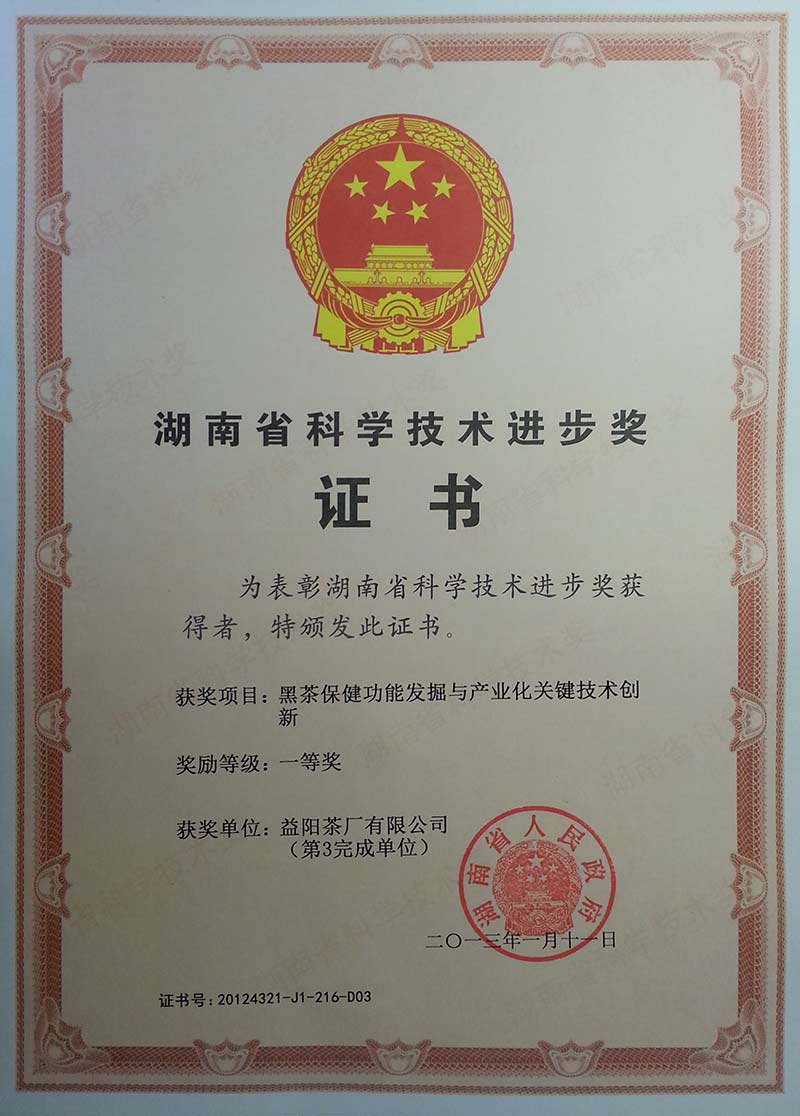 湖南省科学技术进步奖
证书
为表彰湖南省科学技术进步奖获
得者，特颁发此证书。
获奖项目：黑茶保健功能发掘与产业化关键技术创
新
奖励等级：一等奖
获奖单位：益阳茶厂有限公司
（第3完成单位）
湖南省人民政府
二〇一三年一月十一日
证书号：20124321-J1-216-D03